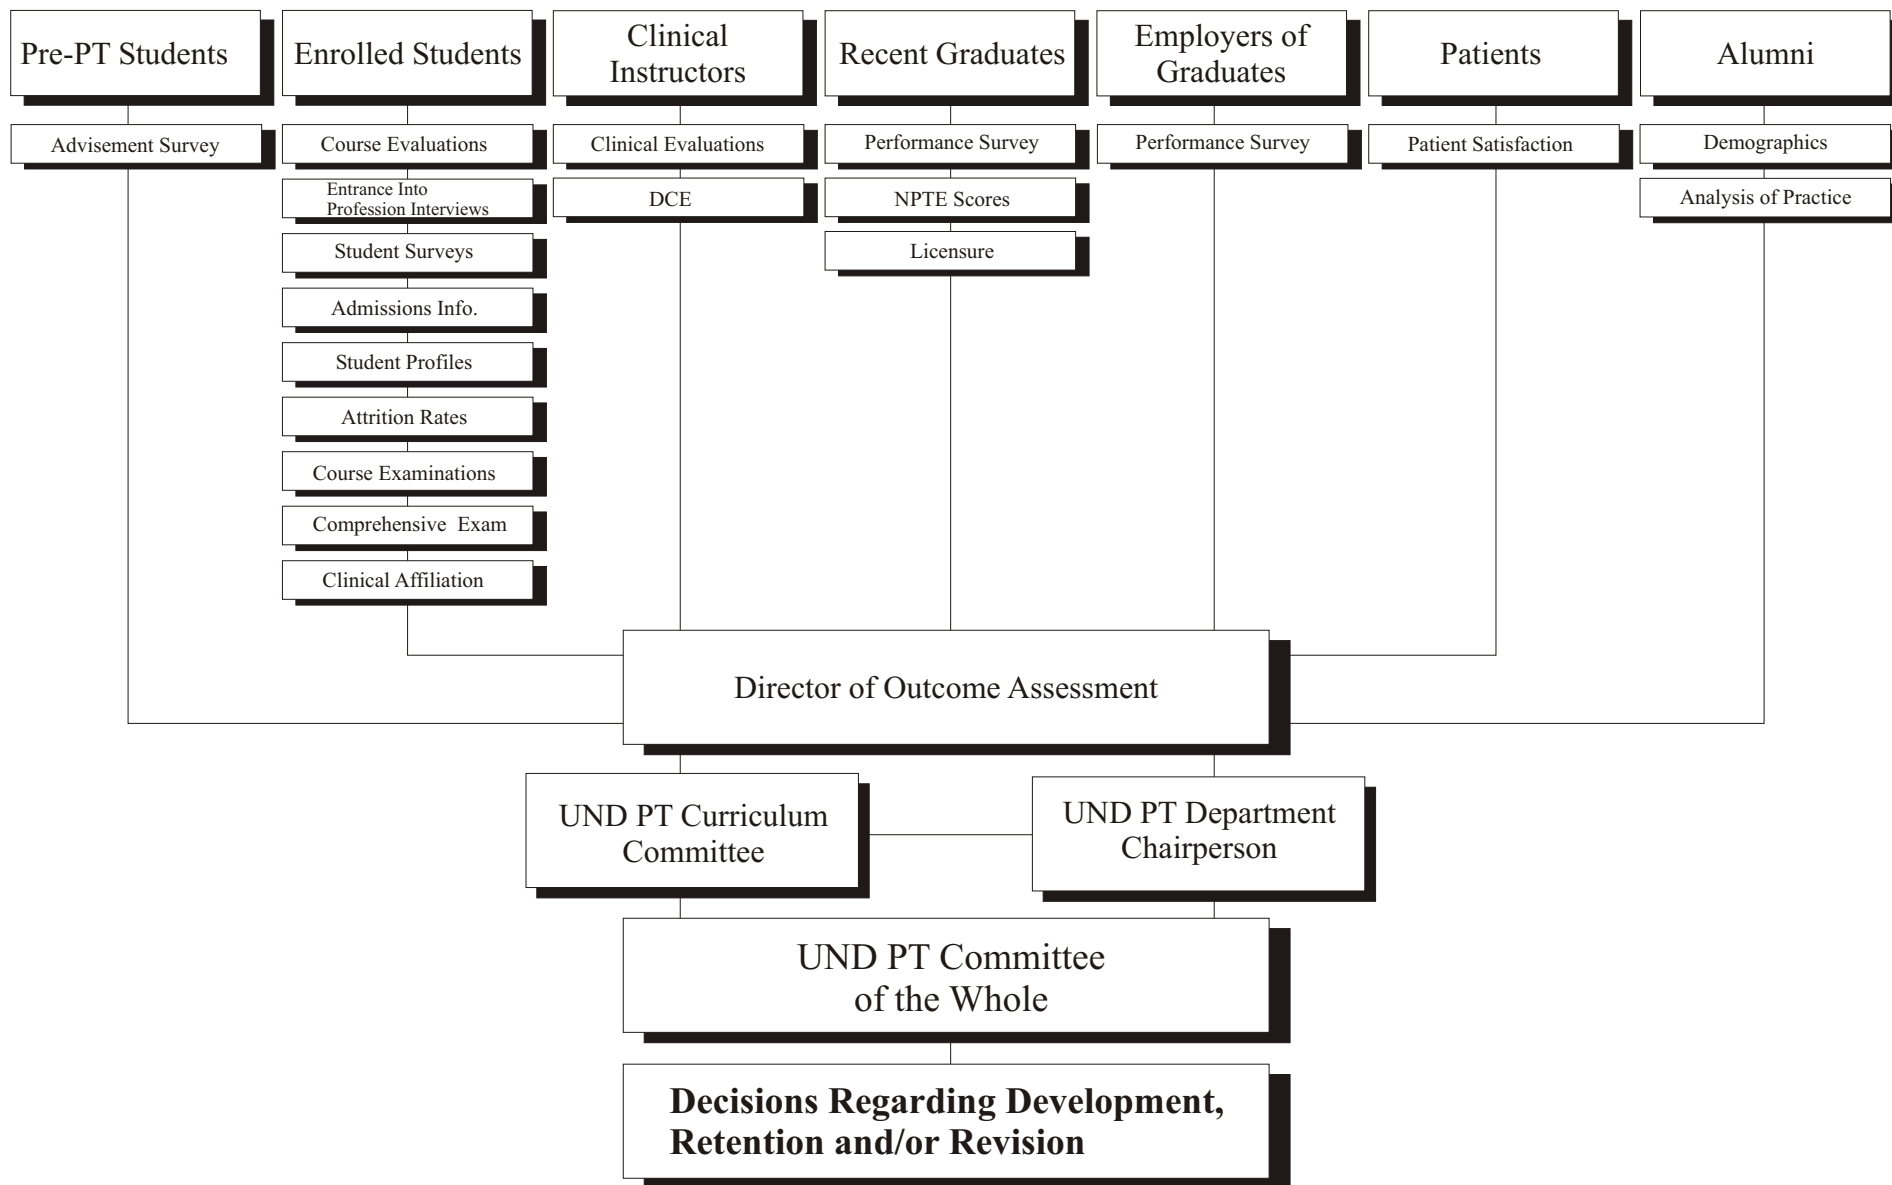 Pre-PT Students
Enrolled Students
Clinical
Instructors
Recent Graduates
Employers of
Graduates
Patients
Alumni
Advisement Survey
Course Evaluations
Entrance Into
Profession Interviews
Student Surveys
Admissions Info.
Student Profiles
Attrition Rates
Course Examinations
Comprehensive Exam
Clinical Affiliation
Clinical Evaluations
DCE
Performance Survey
NPTE Scores
Licensure
Performance Survey
Patient Satisfaction
Demographics
Analysis of Practice
Director of Outcome Assessment
UND PT Curriculum
Committee
UND PT Department
Chairperson
UND PT Committee
of the Whole
Decisions Regarding Development,
Retention and/or Revision